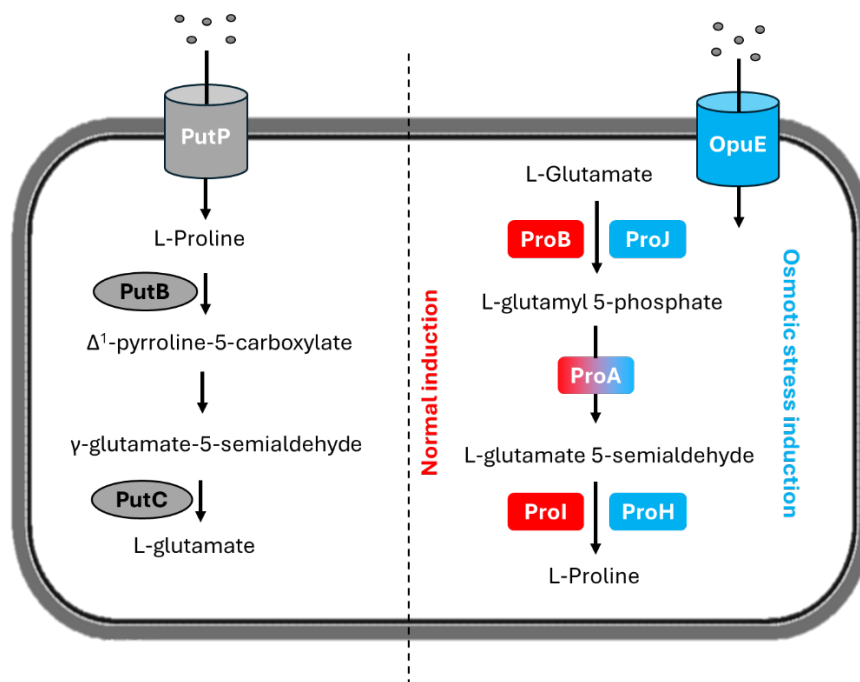 PutP
L-Proline
PutB
Δ¹-pyrroline-5-carboxylate
γ-glutamate-5-semialdehyde
PutC
L-glutamate
Normal induction
OpuE
L-Glutamate
ProB
ProJ
L-glutamyl 5-phosphate
ProA
L-glutamate 5-semialdehyde
ProI
ProH
L-Proline
Osmotic stress induction